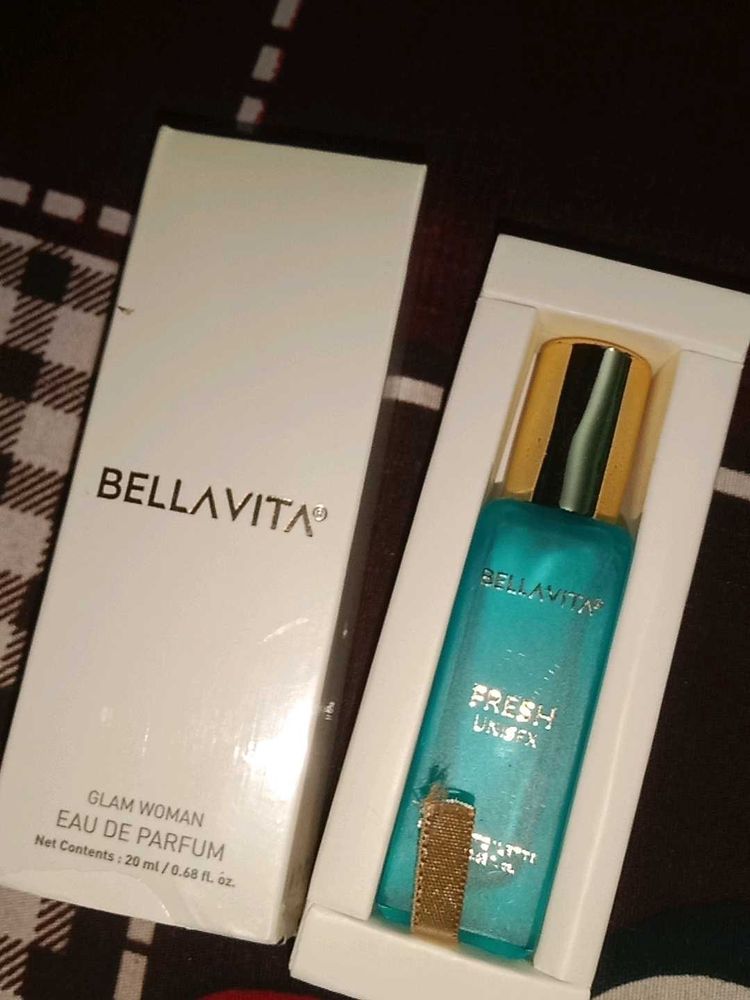 BELLAVITA®
GLAM WOMAN
EAU DE PARFUM
Net Contents : 20 ml / 0.68 fl. oz.
BELLAVITA®
FRESH
UNISEX